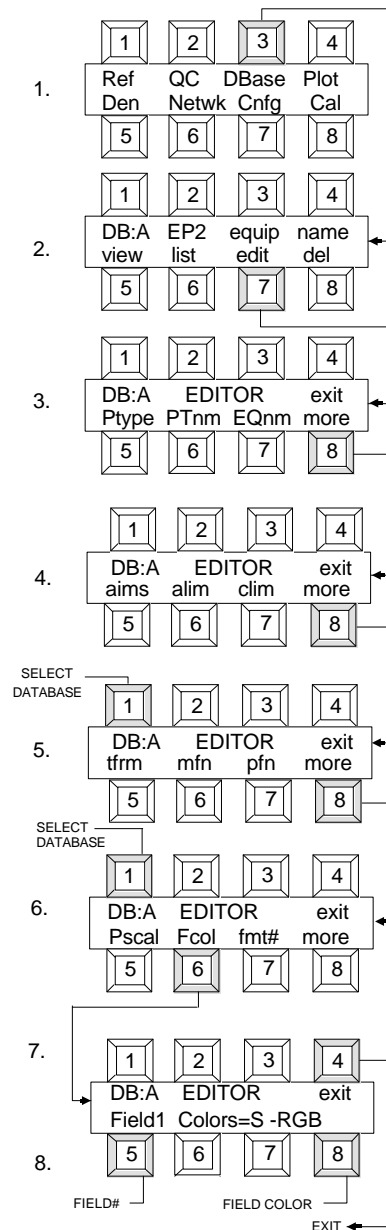 1 2 3 4
1. Ref QC DBase Plot
Den Netwk Cnfg Cal
5 6 7 8
1 2 3 4
2. DB:A EP2 equip name
view list edit del
5 6 7 8
1 2 3 4
3. DB:A EDITOR exit
Ptype PTnm EQnm more
5 6 7 8
1 2 3 4
4. DB:A EDITOR exit
aims alim clim more
5 6 7 8
SELECT
DATABASE
1 2 3 4
5. DB:A EDITOR exit
tfrm mfn pfn more
5 6 7 8
SELECT
DATABASE
1 2 3 4
6. DB:A EDITOR exit
Pscal Fcol fmt# more
5 6 7 8
7.
1 2 3 4
DB:A EDITOR exit
Field1 Colors=S -RGB
8. 5 6 7 8
FIELD# FIELD COLOR
EXIT